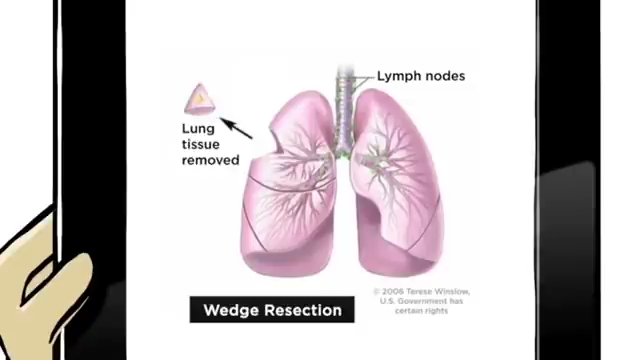 Lymph nodes
Lung
tissue
removed
© 2006 Terese Winslow,
U.S. Government has
certain rights
Wedge Resection